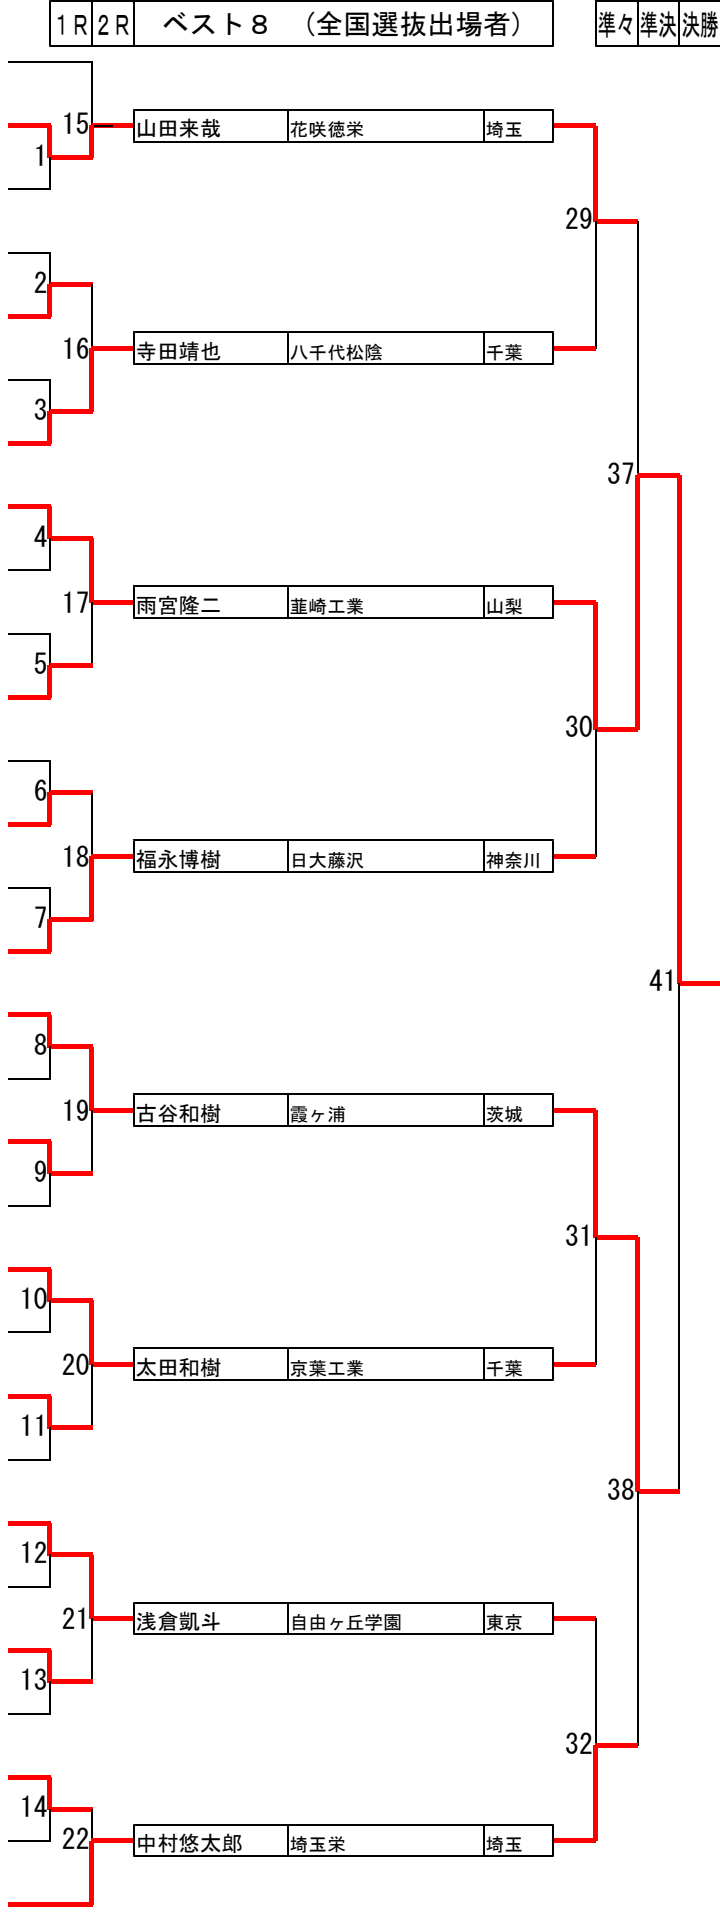 １Ｒ ２Ｒ ベスト８ （全国選抜出場者） 準々 準決 決勝
15 山田来哉 花咲徳栄 埼玉
1
29
2
16 寺田靖也 八千代松陰 千葉
3
37
4
17 雨宮隆二 韮崎工業 山梨
5
30
6
18 福永博樹 日大藤沢 神奈川
7
41
8
19 古谷和樹 霞ヶ浦 茨城
9
31
10
20 太田和樹 京葉工業 千葉
11
38
12
21 浅倉凱斗 自由ヶ丘学園 東京
13
32
14
22 中村悠太郎 埼玉栄 埼玉